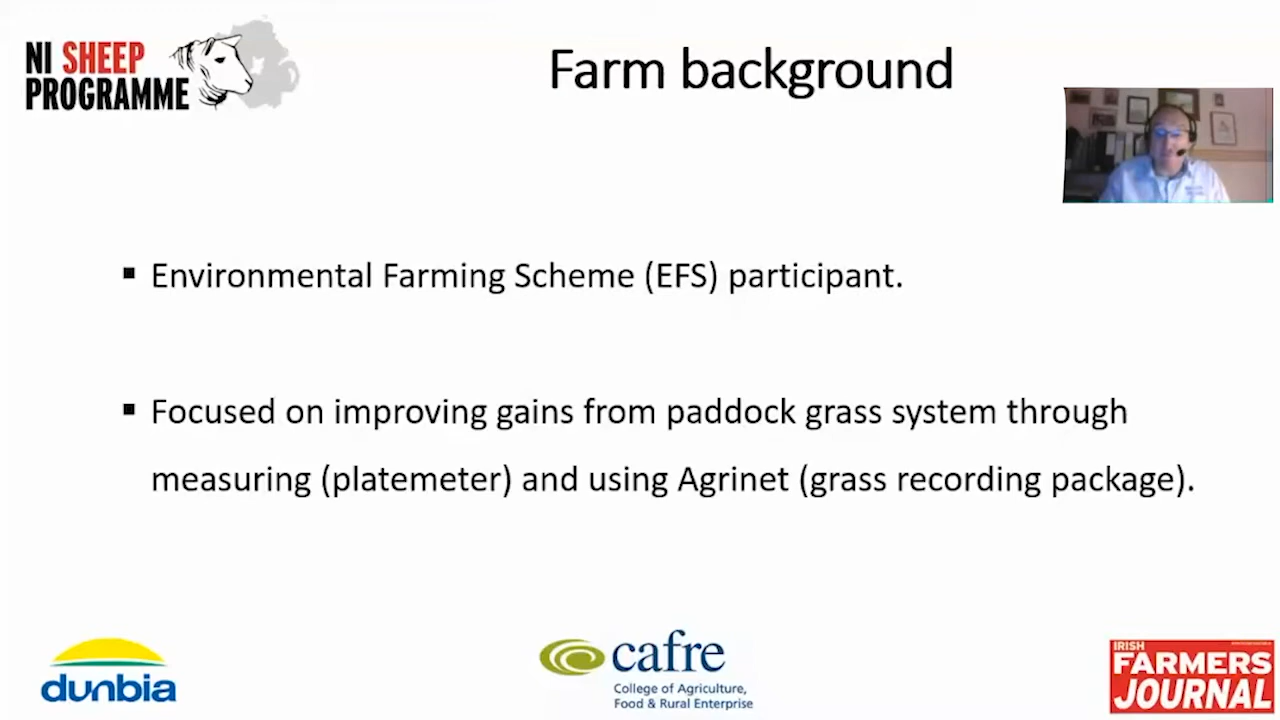 NI SHEEP
PROGRAMME
Farm background
▪ Environmental Farming Scheme (EFS) participant.
▪ Focused on improving gains from paddock grass system through
measuring (platemeter) and using Agrinet (grass recording package).
dunbia
cafre
College of Agriculture,
Food & Rural Enterprise
IRISH
FARMERS
JOURNAL